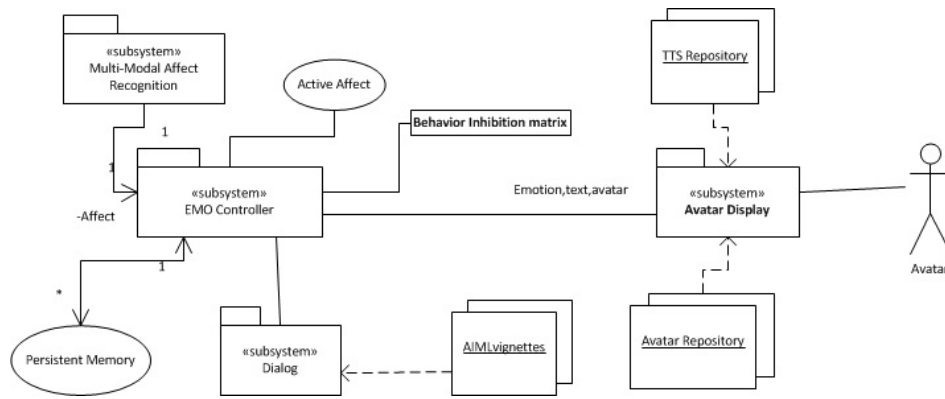 «subsystem»
Multi-Modal Affect
Recognition
TTS Repository
Active Affect
1
Behavior Inhibition matrix
1
«subsystem»
EMO Controller
Emotion,text,avatar
«subsystem»
Avatar Display
-Affect
Avatar
1
*
Persistent Memory
«subsystem»
Dialog
AIMLvignettes
Avatar Repository